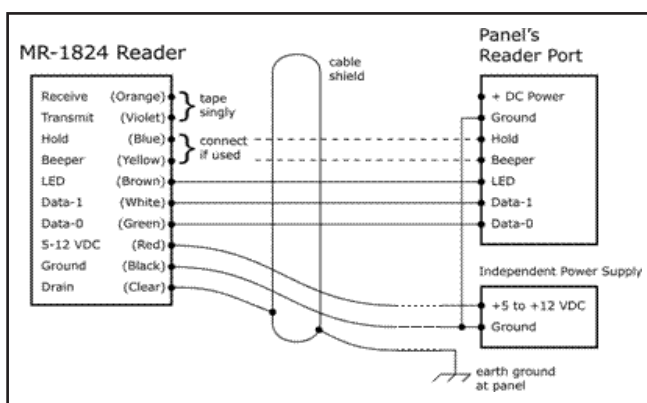 MR-1824 Reader
Receive (Orange)
Transmit (Violet)
Hold (Blue)
Beeper (Yellow)
LED (Brown)
Data-1 (White)
Data-0 (Green)
5-12 VDC (Red)
Ground (Black)
Drain (Clear)
tape
singly
connect
if used
cable
shield
Panel's
Reader Port
+ DC Power
Ground
Hold
Beeper
LED
Data-1
Data-0
Independent Power Supply
+5 to +12 VDC
Ground
earth ground
at panel